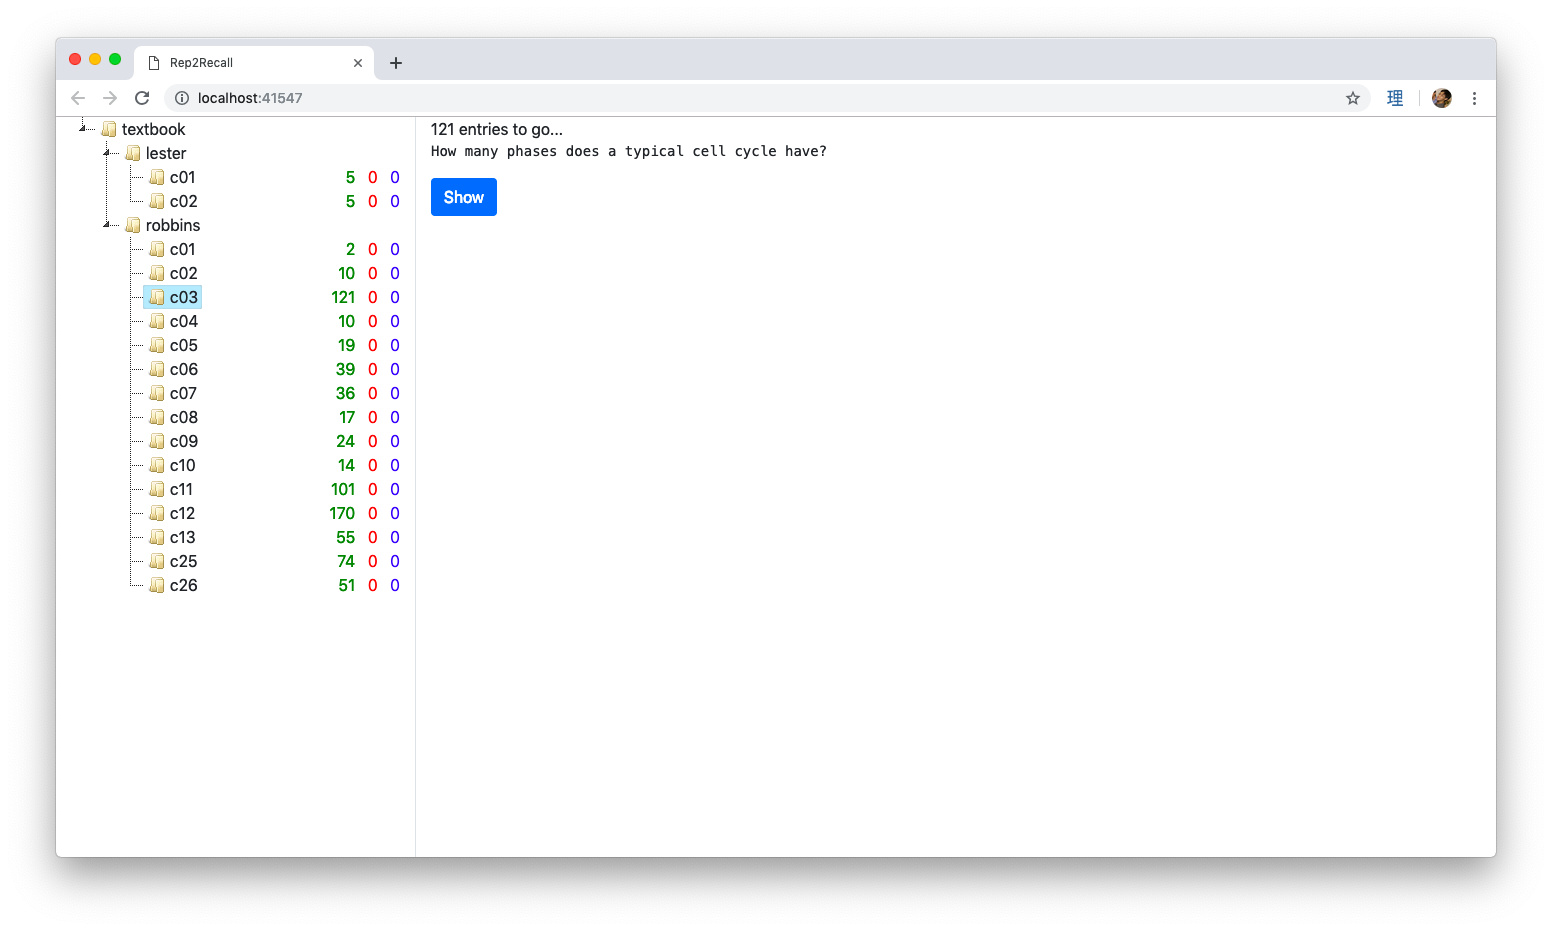 Rep2Recall
localhost:41547
理
textbook
lester
c01 5 0 0
c02 5 0 0
robbins
c01 2 0 0
c02 10 0 0
c03 121 0 0
c04 10 0 0
c05 19 0 0
c06 39 0 0
c07 36 0 0
c08 17 0 0
c09 24 0 0
c10 14 0 0
c11 101 0 0
c12 170 0 0
c13 55 0 0
c25 74 0 0
c26 51 0 0
121 entries to go...
How many phases does a typical cell cycle have?
Show